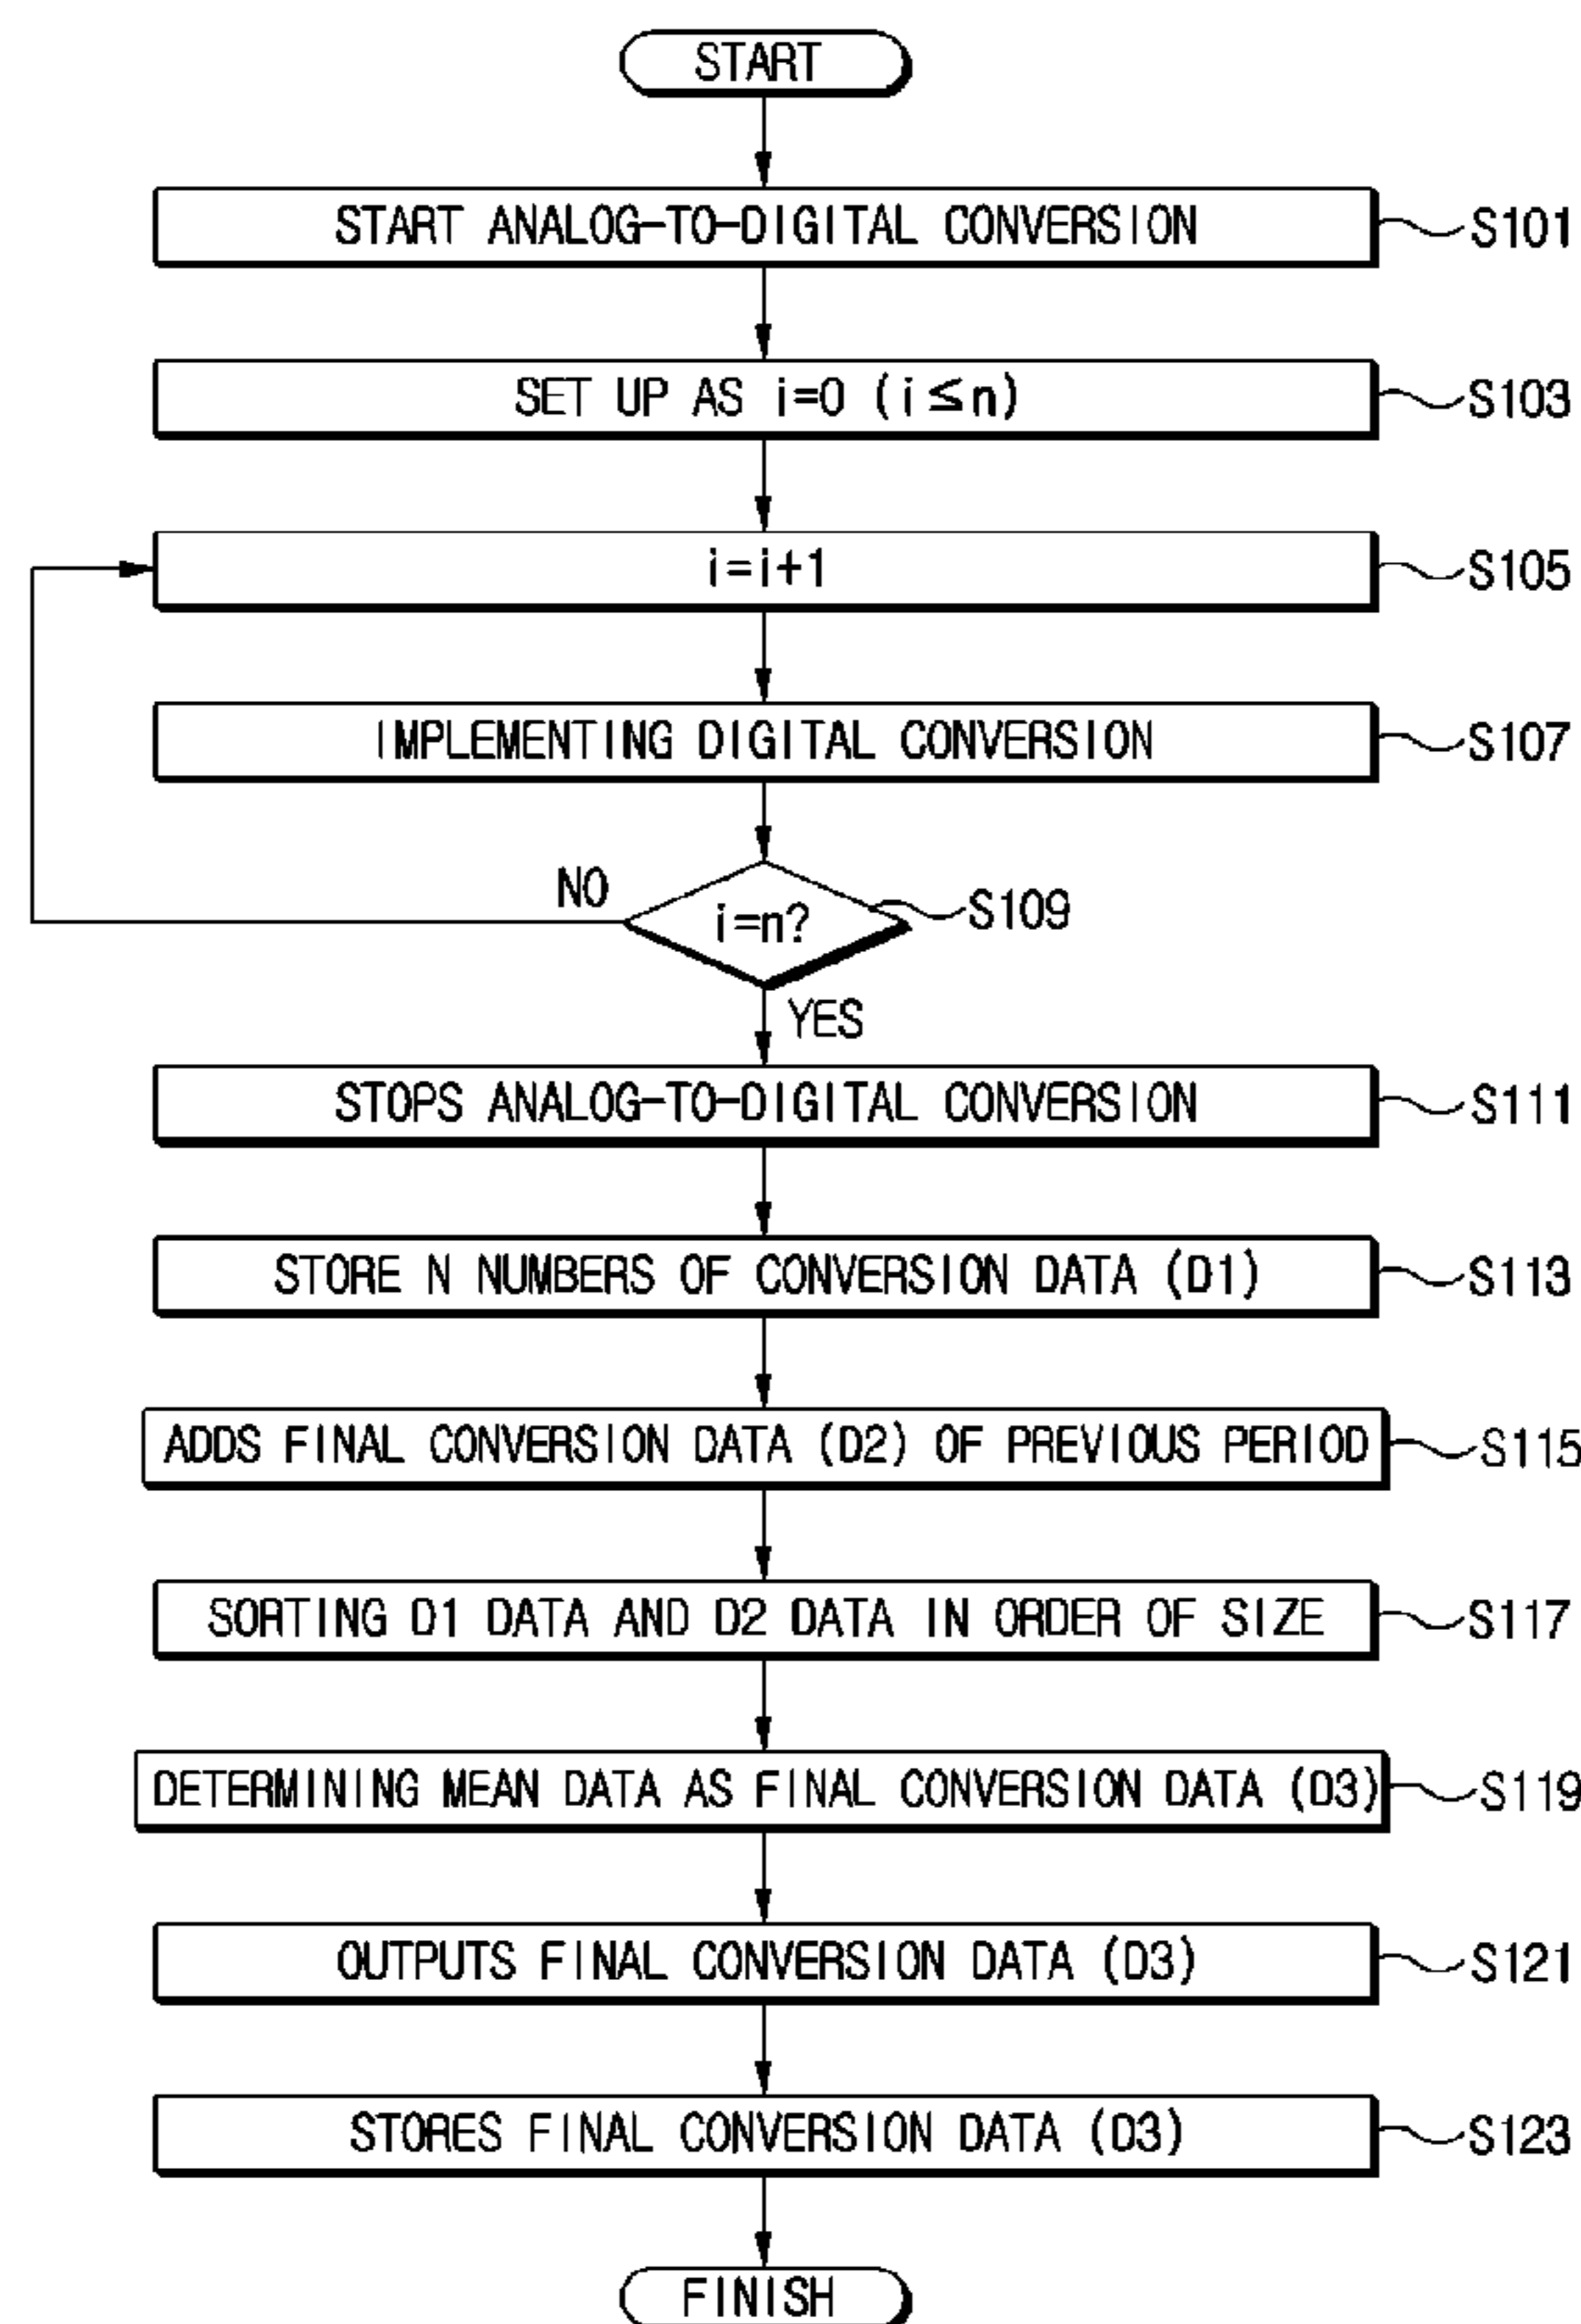 START
START ANALOG-TO-DIGITAL CONVERSION
S101
SET UP AS i=0 (i≤n)
S103
i=i+1
S105
IMPLEMENTING DIGITAL CONVERSION
S107
NO
i=n?
S109
YES
STOPS ANALOG-TO-DIGITAL CONVERSION
S111
STORE N NUMBERS OF CONVERSION DATA (D1)
S113
ADDS FINAL CONVERSION DATA (D2) OF PREVIOUS PERIOD
S115
SORTING D1 DATA AND D2 DATA IN ORDER OF SIZE
S117
DETERMINING MEAN DATA AS FINAL CONVERSION DATA (D3)
S119
OUTPUTS FINAL CONVERSION DATA (D3)
S121
STORES FINAL CONVERSION DATA (D3)
S123
FINISH